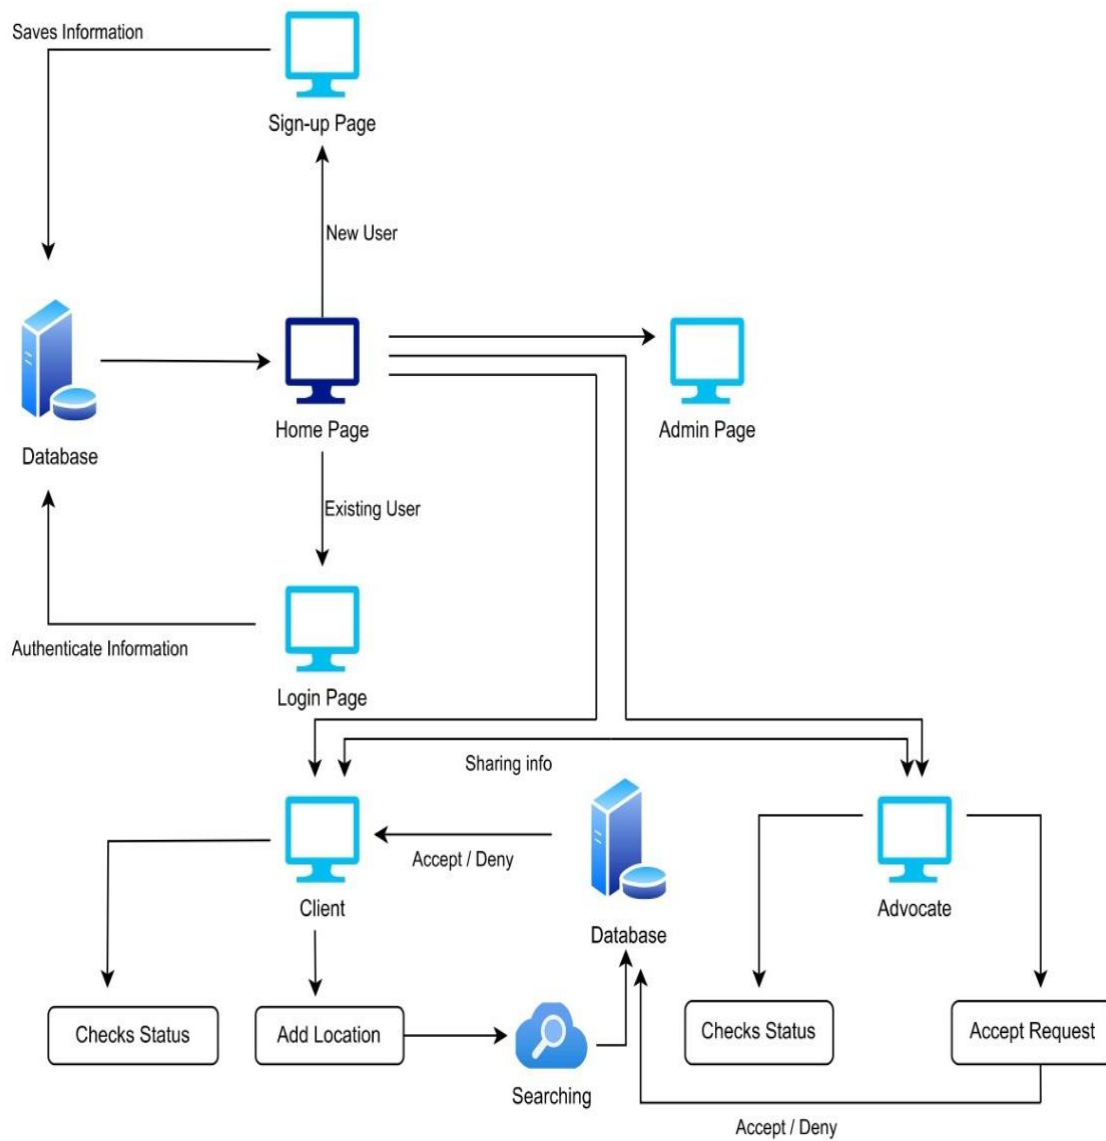 Saves Information
Sign-up Page
New User
Home Page
Admin Page
Database
Existing User
Authenticate Information
Login Page
Sharing info
Accept / Deny
Client
Advocate
Database
Checks Status
Add Location
Checks Status
Accept Request
Searching
Accept / Deny